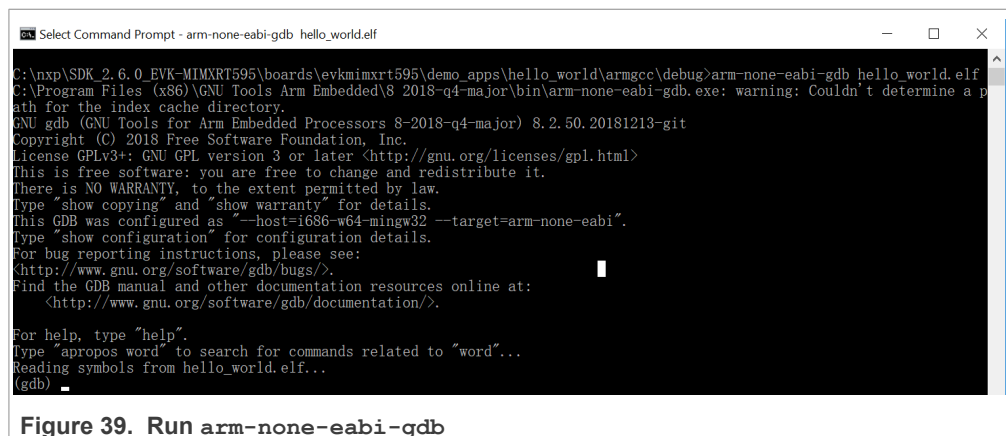 Select Command Prompt - arm-none-eabi-gdb hello_world.elf
C:\nxp\SDK_2.6.0_EVK-MIMXRT595\boards\evkmimxrt595\demo_apps\hello_world\armgcc\debug>arm-none-eabi-gdb hello_world.elf
C:\Program Files (x86)\GNU Tools Arm Embedded\8 2018-q4-major\bin\arm-none-eabi-gdb.exe: warning: Couldn't determine a p
ath for the index cache directory.
GNU gdb (GNU Tools for Arm Embedded Processors 8-2018-q4-major) 8.2.50.20181213-git
Copyright (C) 2018 Free Software Foundation, Inc.
License GPLv3+: GNU GPL version 3 or later <http://gnu.org/licenses/gpl.html>
This is free software: you are free to change and redistribute it.
There is NO WARRANTY, to the extent permitted by law.
Type "show copying" and "show warranty" for details.
This GDB was configured as "--host=i686-w64-mingw32 --target=arm-none-eabi".
Type "show configuration" for configuration details.
For bug reporting instructions, please see:
<http://www.gnu.org/software/gdb/bugs/>.
Find the GDB manual and other documentation resources online at:
    <http://www.gnu.org/software/gdb/documentation/>.
For help, type "help".
Type "apropos word" to search for commands related to "word"...
Reading symbols from hello_world.elf...
(gdb)
Figure 39. Run arm-none-eabi-gdb